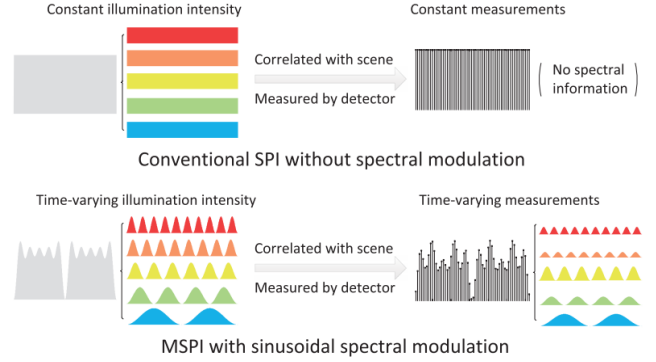 Constant illumination intensity
Constant measurements
Correlated with scene
Measured by detector
No spectral
information
Conventional SPI without spectral modulation
Time-varying illumination intensity
Time-varying measurements
Correlated with scene
Measured by detector
MSPI with sinusoidal spectral modulation